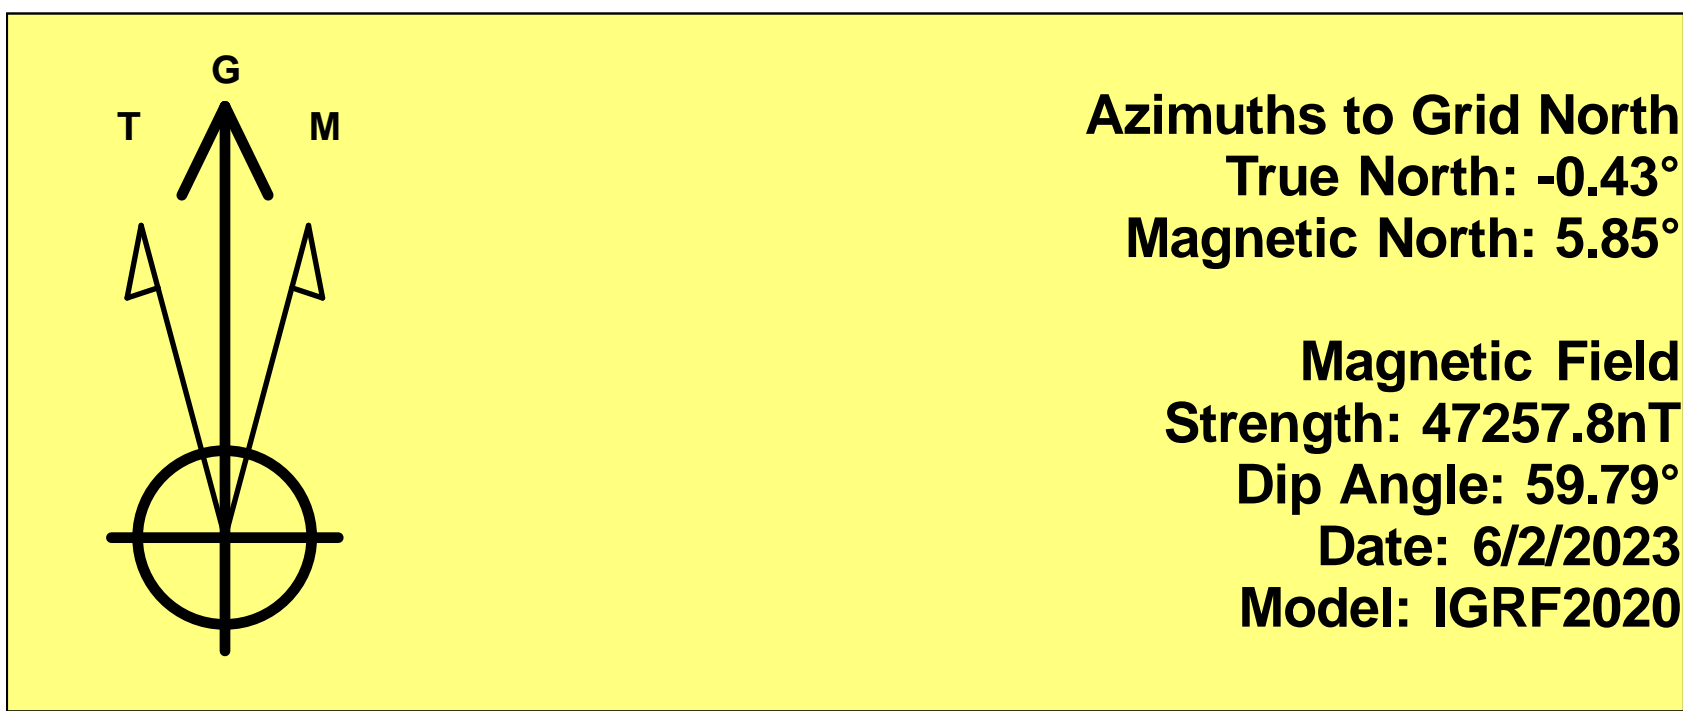 G
T
M
Azimuths to Grid North
True North: -0.43°
Magnetic North: 5.85°
Magnetic Field
Strength: 47257.8nT
Dip Angle: 59.79°
Date: 6/2/2023
Model: IGRF2020